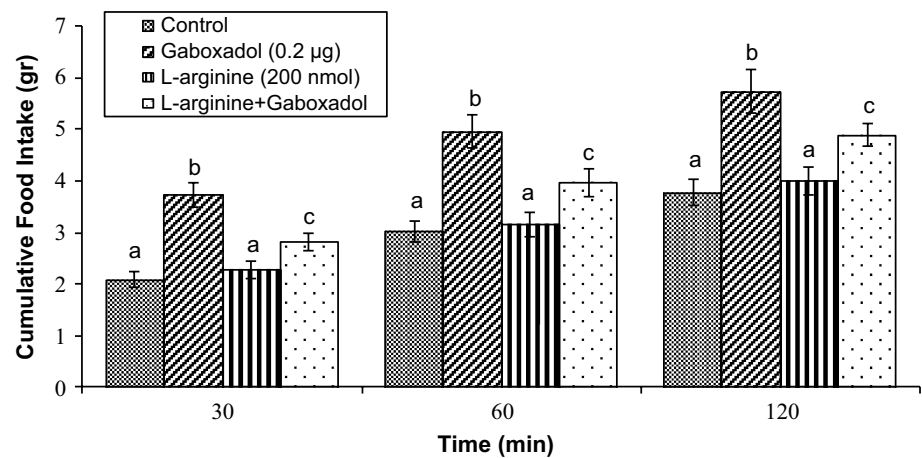 7
6
5
4
3
2
1
0
Cumulative Food Intake (gr)
Control
Gaboxadol (0.2 µg)
L-arginine (200 nmol)
L-arginine+Gaboxadol
a b a c
a b a c
a b a c
30 60 120
Time (min)